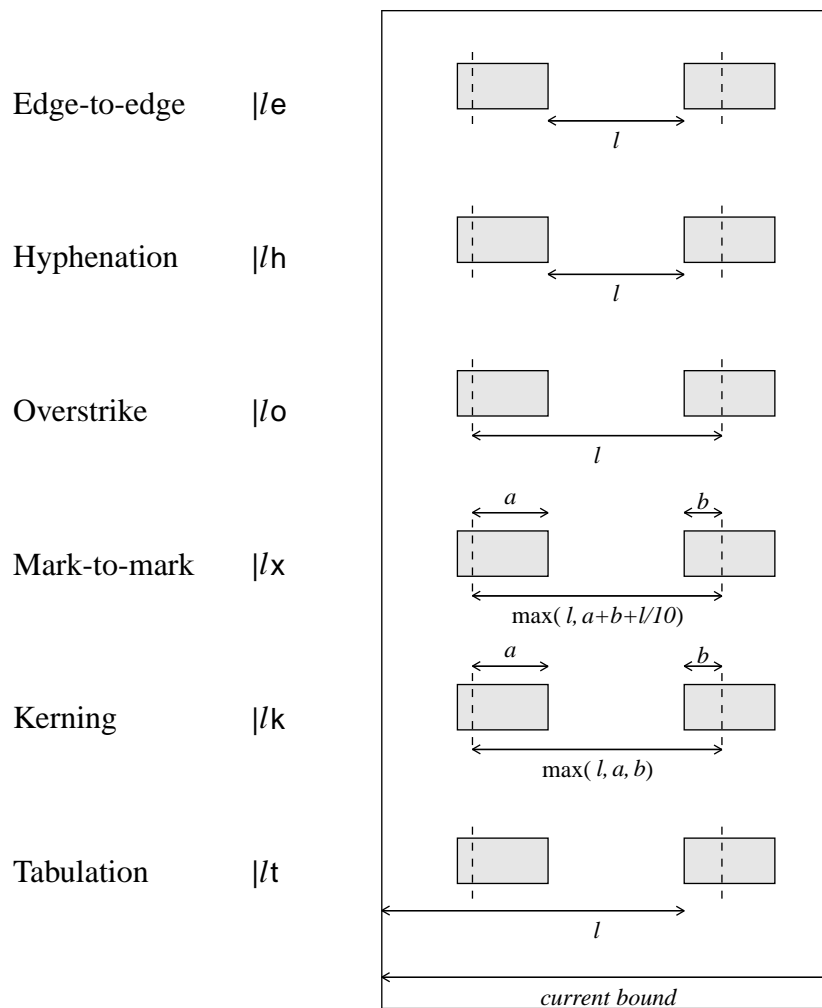 Edge-to-edge |le
l
Hyphenation |lh
l
Overstrike |lo
l
a b
Mark-to-mark |lx
max( l, a+b+l/10)
a b
Kerning |lk
max( l, a, b)
Tabulation |lt
l
current bound